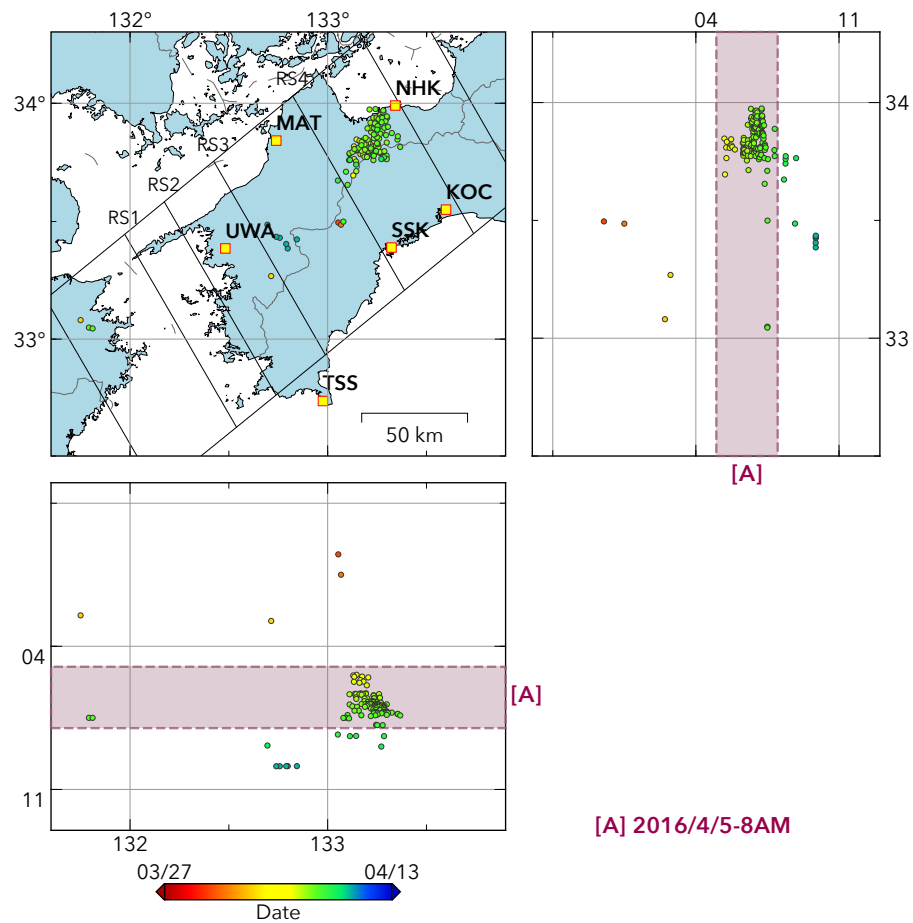 132° 133°
04 11
34°
33°
RS4
RS3
RS2
RS1
NHK
MAT
KOC
UWA
SSK
TSS
50 km
34
33
[A]
04
11
[A]
132 133
[A] 2016/4/5-8AM
03/27 04/13
Date